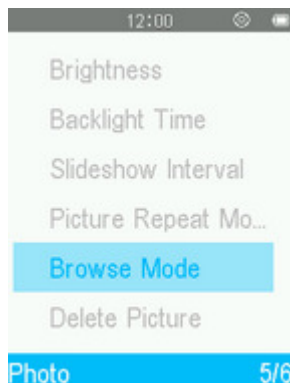 12:00
Brightness
Backlight Time
Slideshow Interval
Picture Repeat Mo...
Browse Mode
Delete Picture
Photo 5/6